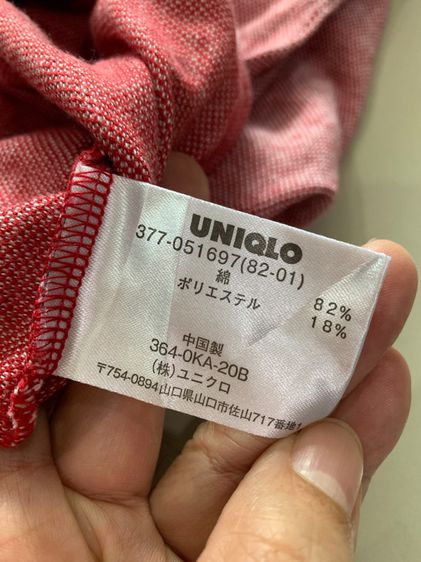 UNIQLO
377-051697(82-01)
綿 82%
ポリエステル 18%
中国製
364-0KA-20B
(株)ユニクロ
〒754-0894山口県山口市佐山717番地1